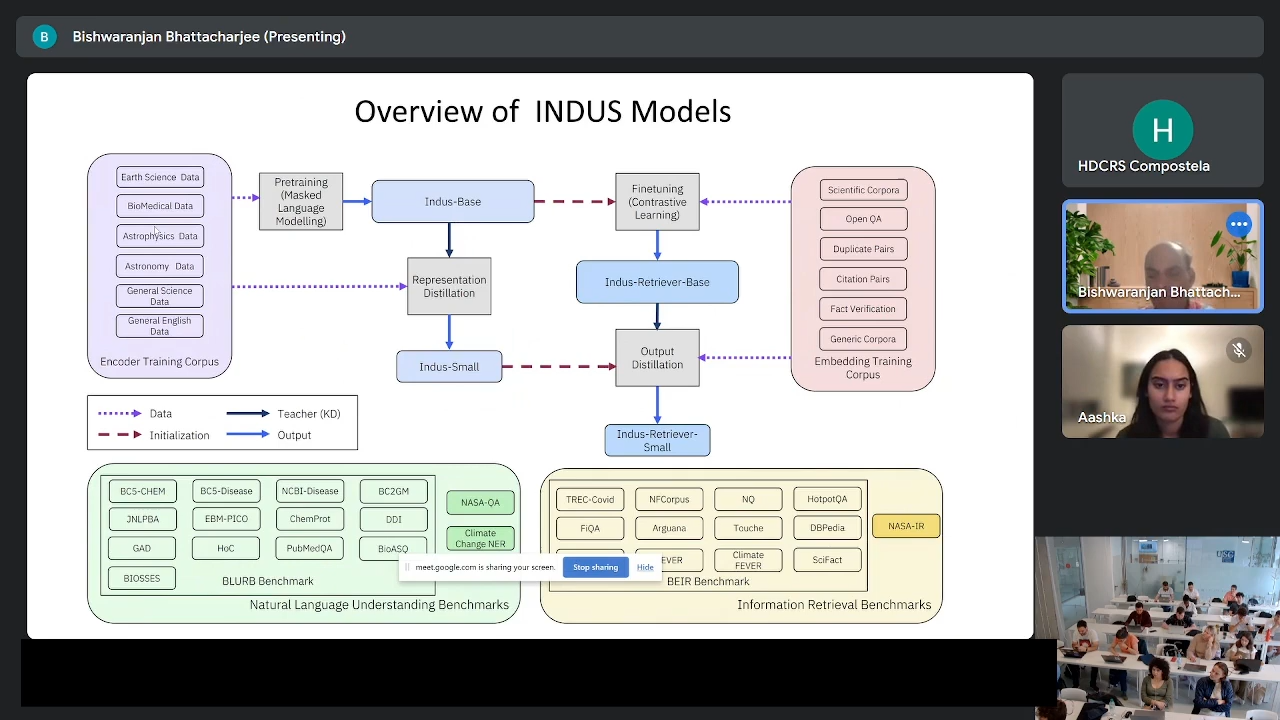 B
Bishwaranjan Bhattacharjee (Presenting)
Overview of INDUS Models
Earth Science Data
BioMedical Data
Astrophysics Data
Astronomy Data
General Science
Data
General English
Data
Encoder Training Corpus
Pretraining
(Masked
Language
Modelling)
Indus-Base
Representation
Distillation
Indus-Small
Finetuning
(Contrastive
Learning)
Indus-Retriever-Base
Output
Distillation
Indus-Retriever-
Small
Scientific Corpora
Open QA
Duplicate Pairs
Citation Pairs
Fact Verification
Generic Corpora
Embedding Training
Corpus
Data
Teacher (KD)
Initialization
Output
BC5-CHEM
BC5-Disease
NCBI-Disease
BC2GM
JNLPBA
EBM-PICO
ChemProt
DDI
GAD
HoC
PubMedQA
BioASQ
BIOSSES
BLURB Benchmark
NASA-QA
Climate
Change NER
Natural Language Understanding Benchmarks
TREC-Covid
NFCorpus
NQ
HotpotQA
FiQA
Arguana
Touche
DBPedia
EVER
Climate
FEVER
SciFact
BEIR Benchmark
NASA-IR
Information Retrieval Benchmarks
meet.google.com is sharing your screen.
Stop sharing
Hide
H
HDCRS Compostela
Bishwaranjan Bhattach...
Aashka
USC